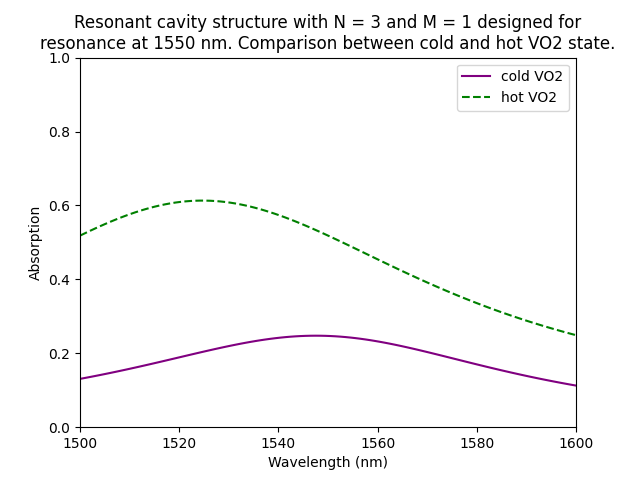 Resonant cavity structure with N = 3 and M = 1 designed for
resonance at 1550 nm. Comparison between cold and hot VO2 state.
cold VO2
hot VO2
1.0
0.8
0.6
0.4
0.2
0.0
Absorption
1500
1520
1540
1560
1580
1600
Wavelength (nm)